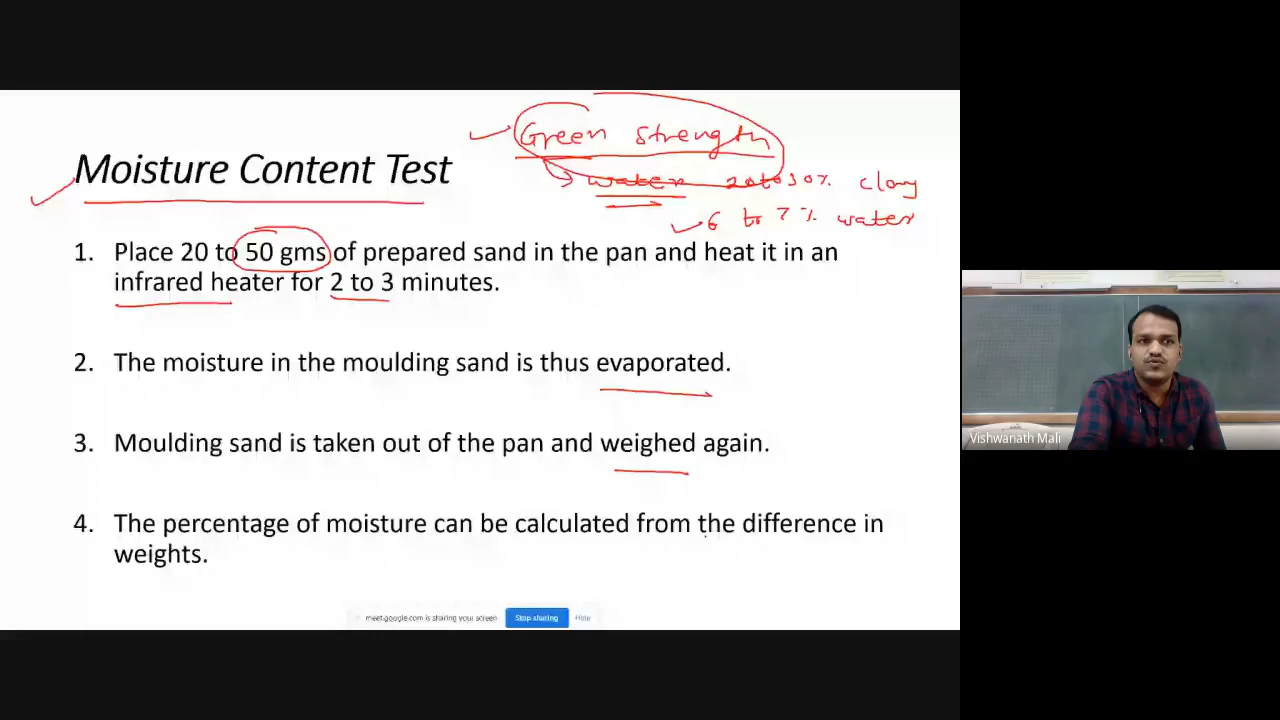 Green Strength
Moisture Content Test
water 20 to 30% clay
6 to 7 % water
1. Place 20 to 50 gms of prepared sand in the pan and heat it in an
infrared heater for 2 to 3 minutes.
2. The moisture in the moulding sand is thus evaporated.
3. Moulding sand is taken out of the pan and weighed again.
4. The percentage of moisture can be calculated from the difference in
weights.
meet.google.com is sharing your screen Stop sharing Hide
Vishwanath Mali